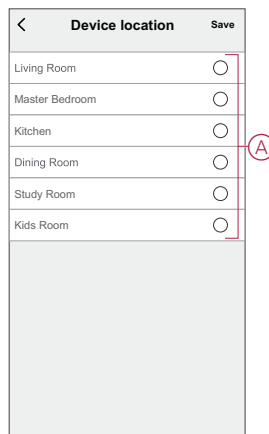 Device location Save
Living Room
Master Bedroom
Kitchen
A
Dining Room
Study Room
Kids Room